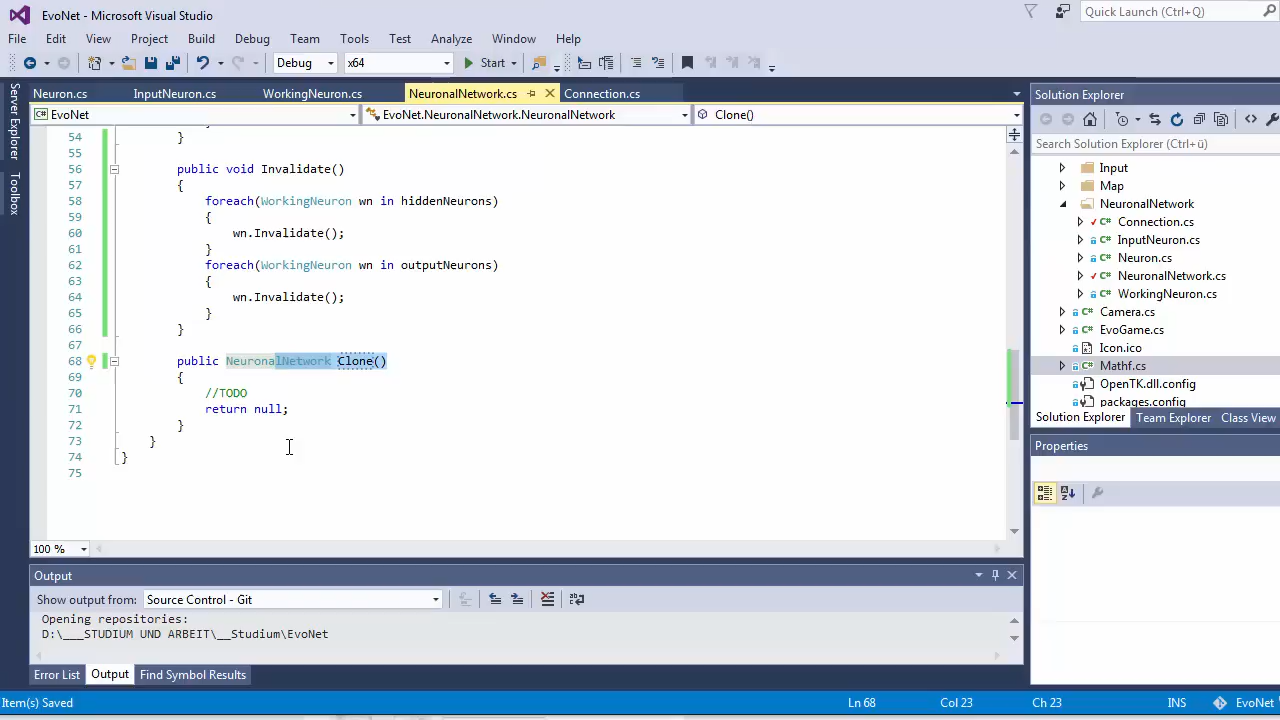 EvoNet - Microsoft Visual Studio
Quick Launch (Ctrl+Q)
File Edit View Project Build Debug Team Tools Test Analyze Window Help
Debug x64 Start
Server Explorer
Toolbox
Neuron.cs InputNeuron.cs WorkingNeuron.cs NeuronalNetwork.cs Connection.cs
EvoNet EvoNet.NeuronalNetwork.NeuronalNetwork Clone()
54 }
55
56 public void Invalidate()
57 {
58 foreach(WorkingNeuron wn in hiddenNeurons)
59 {
60 wn.Invalidate();
61 }
62 foreach(WorkingNeuron wn in outputNeurons)
63 {
64 wn.Invalidate();
65 }
66 }
67
68 public NeuronalNetwork Clone()
69 {
70 //TODO
71 return null;
72 }
73 }
74 }
75
100 %
Output
Show output from: Source Control - Git
Opening repositories:
D:\___STUDIUM UND ARBEIT\__Studium\EvoNet
Error List Output Find Symbol Results
Solution Explorer
Search Solution Explorer (Ctrl+ü)
Input
Map
NeuronalNetwork
C# Connection.cs
C# InputNeuron.cs
C# Neuron.cs
C# NeuronalNetwork.cs
C# WorkingNeuron.cs
C# Camera.cs
C# EvoGame.cs
Icon.ico
C# Mathf.cs
OpenTK.dll.config
packages.config
Solution Explorer Team Explorer Class View
Properties
Item(s) Saved Ln 68 Col 23 Ch 23 INS EvoNet